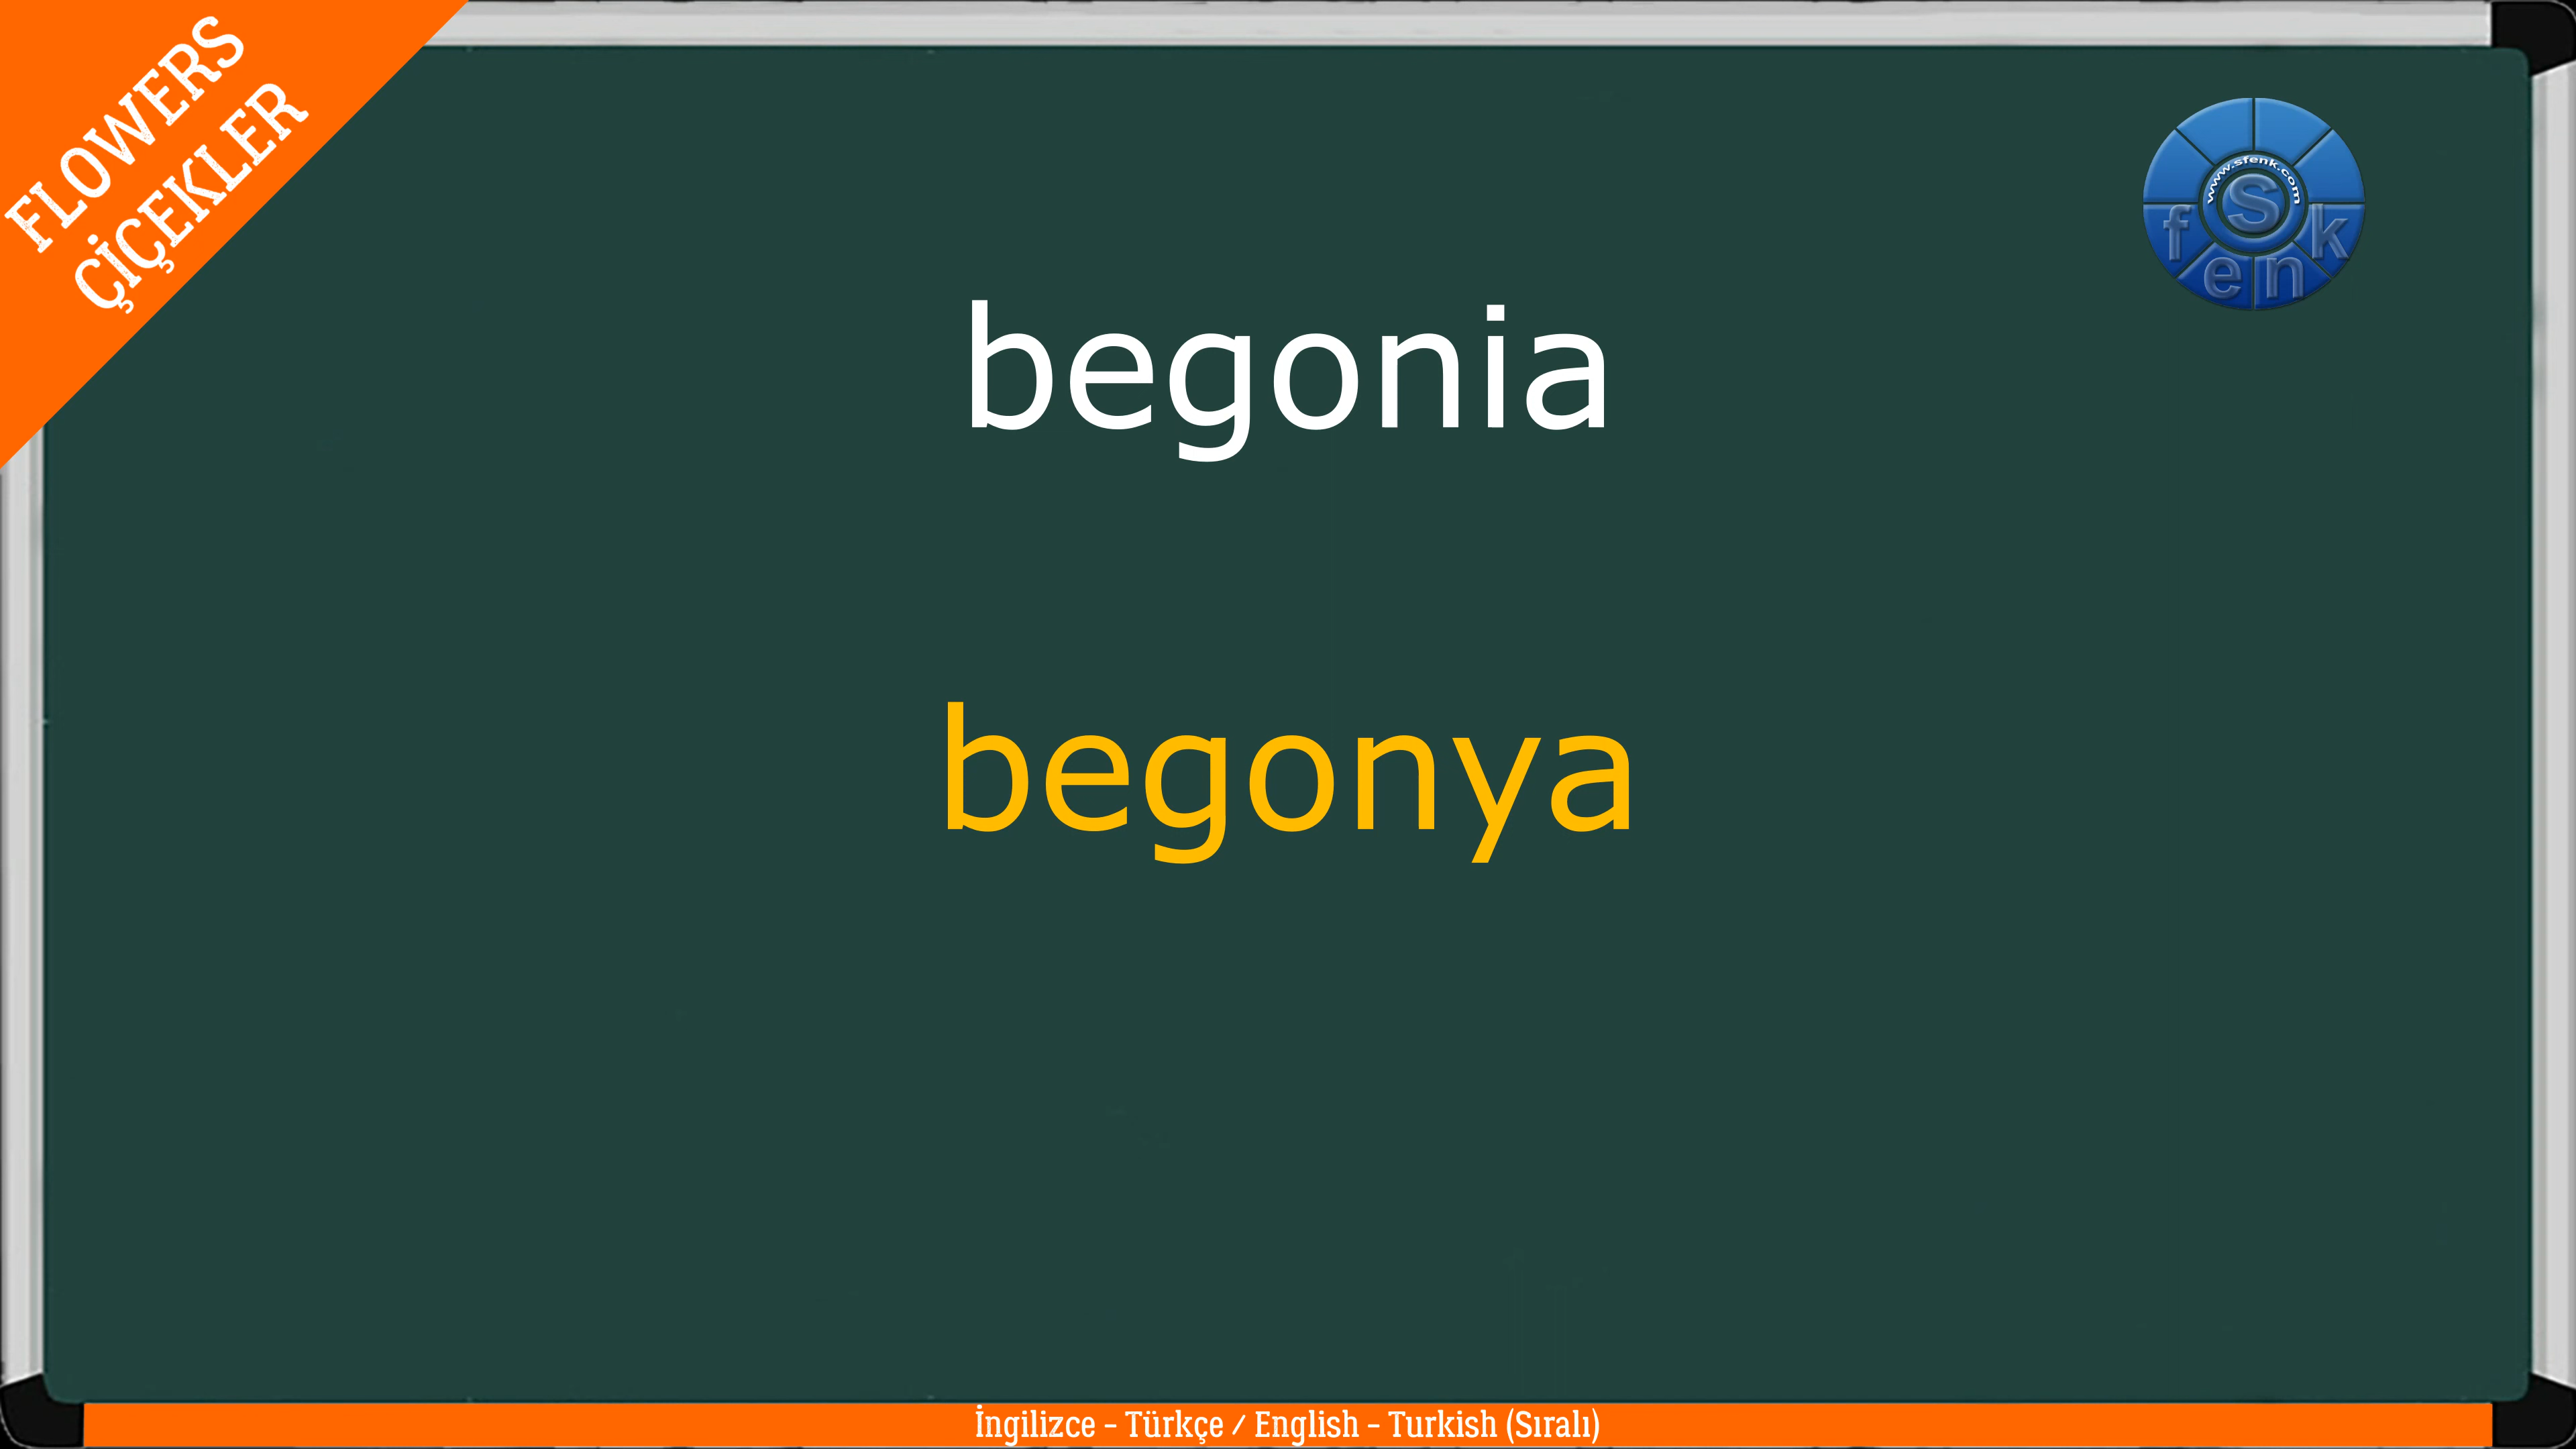 FLOWERS
ÇİÇEKLER
www.sfenk.com
S
f e n k
begonia
begonya
İngilizce - Türkçe / English - Turkish (Sıralı)